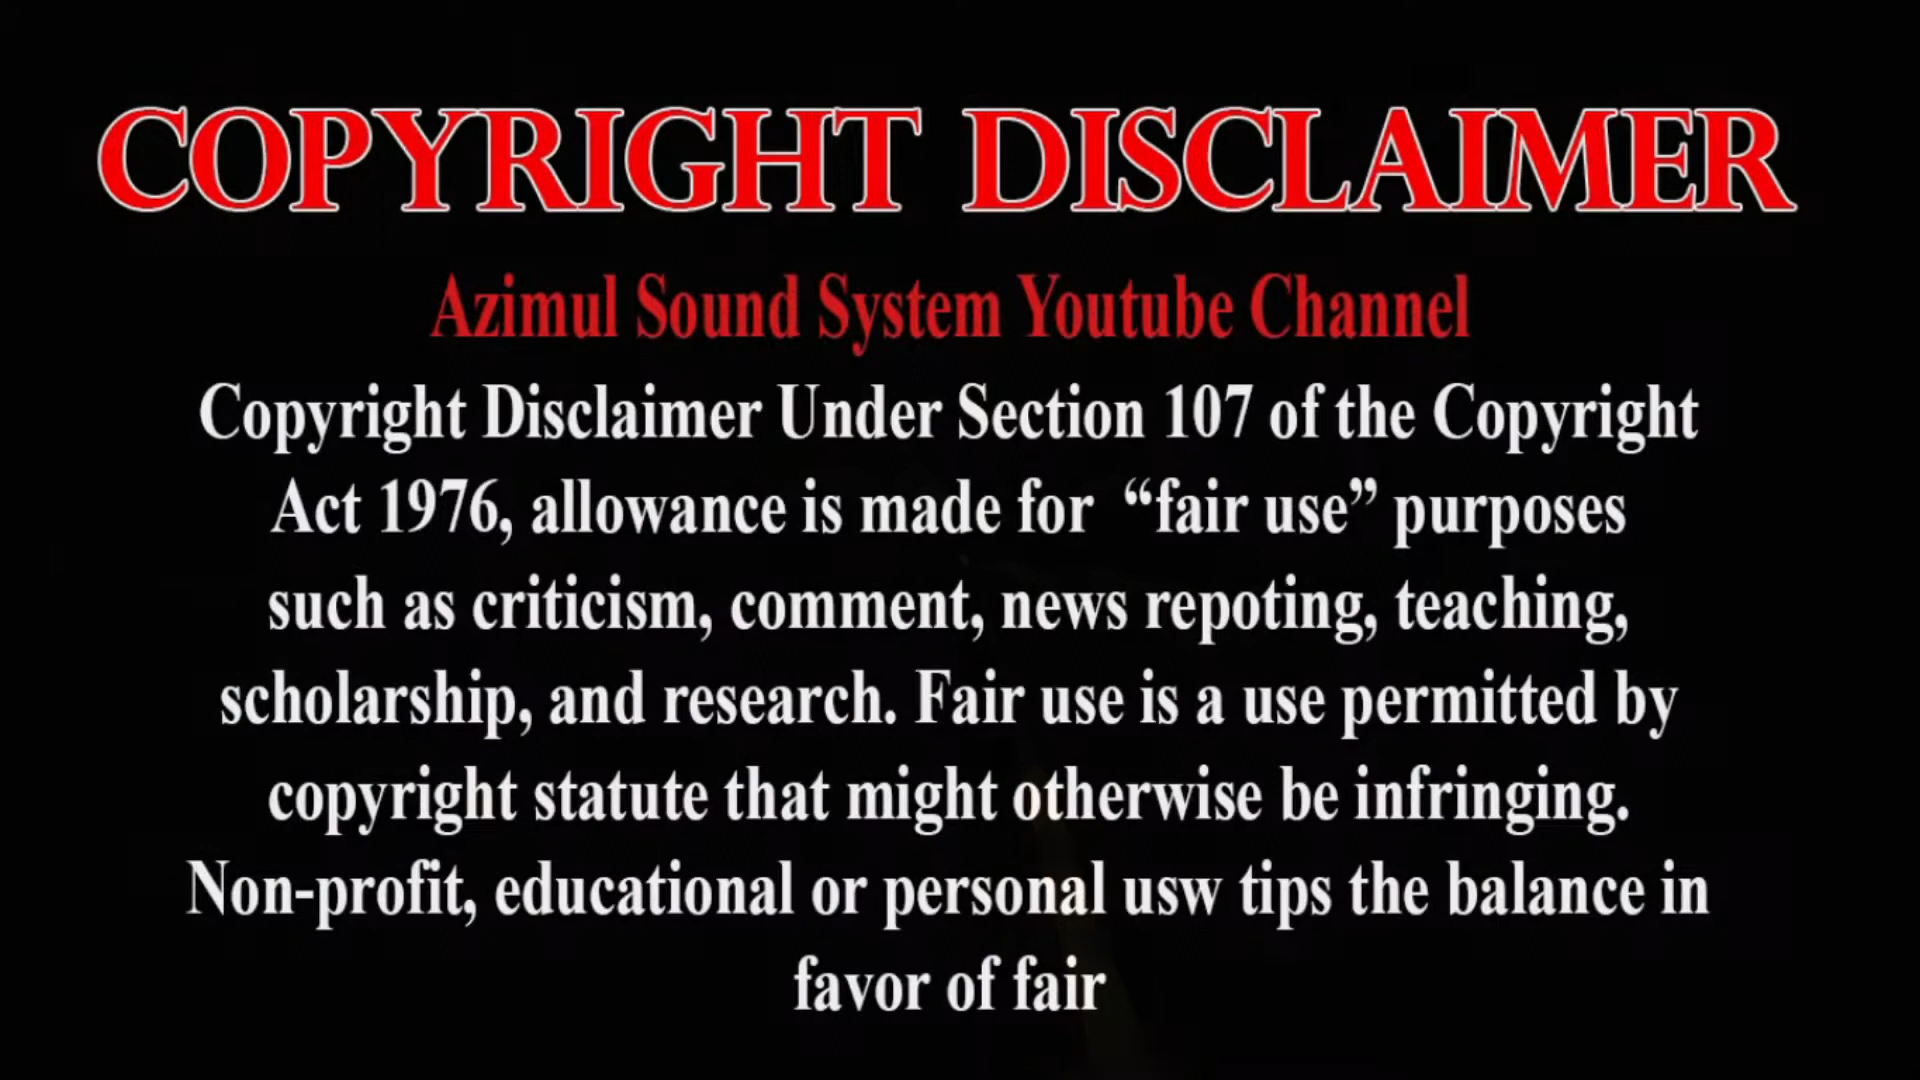 COPYRIGHT DISCLAIMER
Azimul Sound System Youtube Channel
Copyright Disclaimer Under Section 107 of the Copyright
Act 1976, allowance is made for “fair use” purposes
such as criticism, comment, news repoting, teaching,
scholarship, and research. Fair use is a use permitted by
copyright statute that might otherwise be infringing.
Non-profit, educational or personal usw tips the balance in
favor of fair